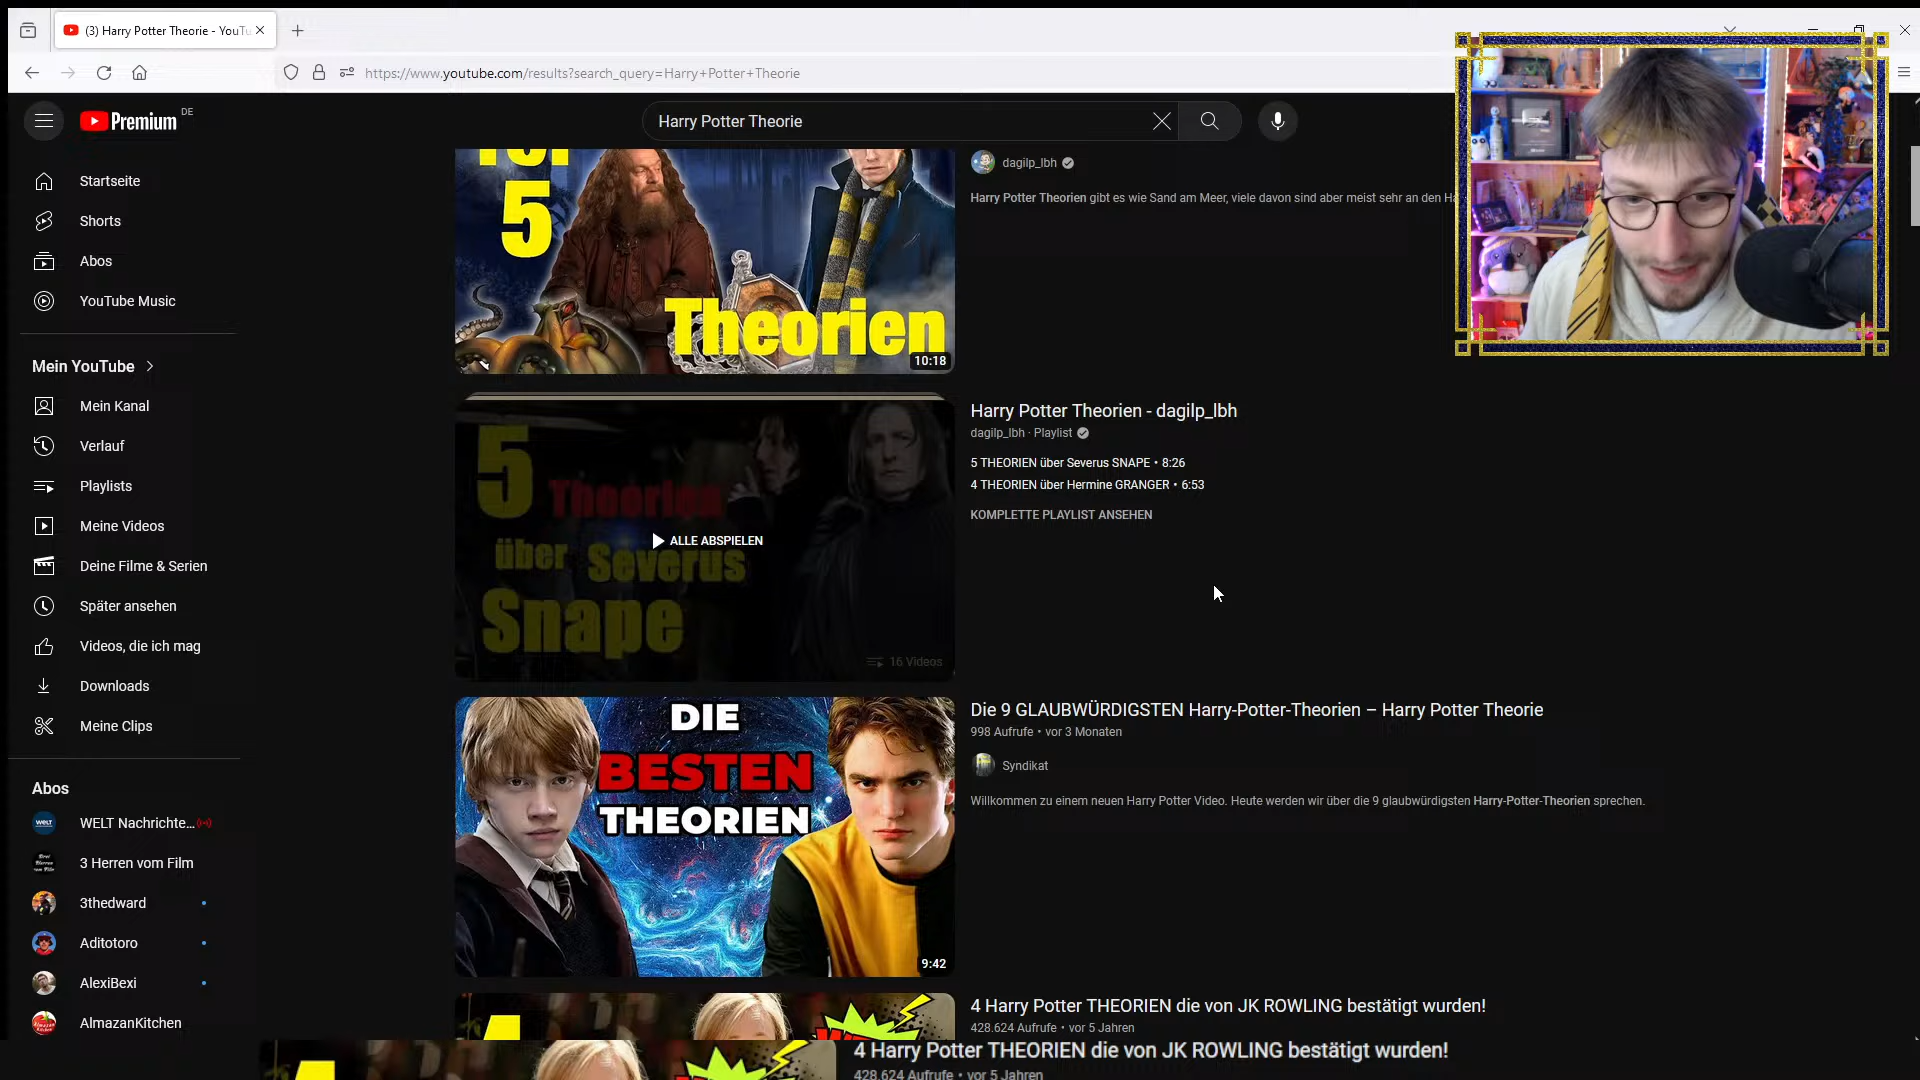 (3) Harry Potter Theorie - YouTu
https://www.youtube.com/results?search_query=Harry+Potter+Theorie
Premium DE
Harry Potter Theorie
Startseite
Shorts
Abos
YouTube Music
Mein YouTube
Mein Kanal
Verlauf
Playlists
Meine Videos
Deine Filme & Serien
Später ansehen
Videos, die ich mag
Downloads
Meine Clips
Abos
WELT Nachrichte...
3 Herren vom Film
3thedward
Aditotoro
AlexiBexi
AlmazanKitchen
5
Theorien
10:18
dagilp_lbh
Harry Potter Theorien gibt es wie Sand am Meer, viele davon sind aber meist sehr an den Ha
5 Theorien
über Severus
Snape
ALLE ABSPIELEN
16 Videos
Harry Potter Theorien - dagilp_lbh
dagilp_lbh · Playlist
5 THEORIEN über Severus SNAPE • 8:26
4 THEORIEN über Hermine GRANGER • 6:53
KOMPLETTE PLAYLIST ANSEHEN
DIE
BESTEN
THEORIEN
9:42
Die 9 GLAUBWÜRDIGSTEN Harry-Potter-Theorien – Harry Potter Theorie
998 Aufrufe • vor 3 Monaten
Syndikat
Willkommen zu einem neuen Harry Potter Video. Heute werden wir über die 9 glaubwürdigsten Harry-Potter-Theorien sprechen.
4 Harry Potter THEORIEN die von JK ROWLING bestätigt wurden!
428.624 Aufrufe • vor 5 Jahren
4 Harry Potter THEORIEN die von JK ROWLING bestätigt wurden!
428.624 Aufrufe • vor 5 Jahren